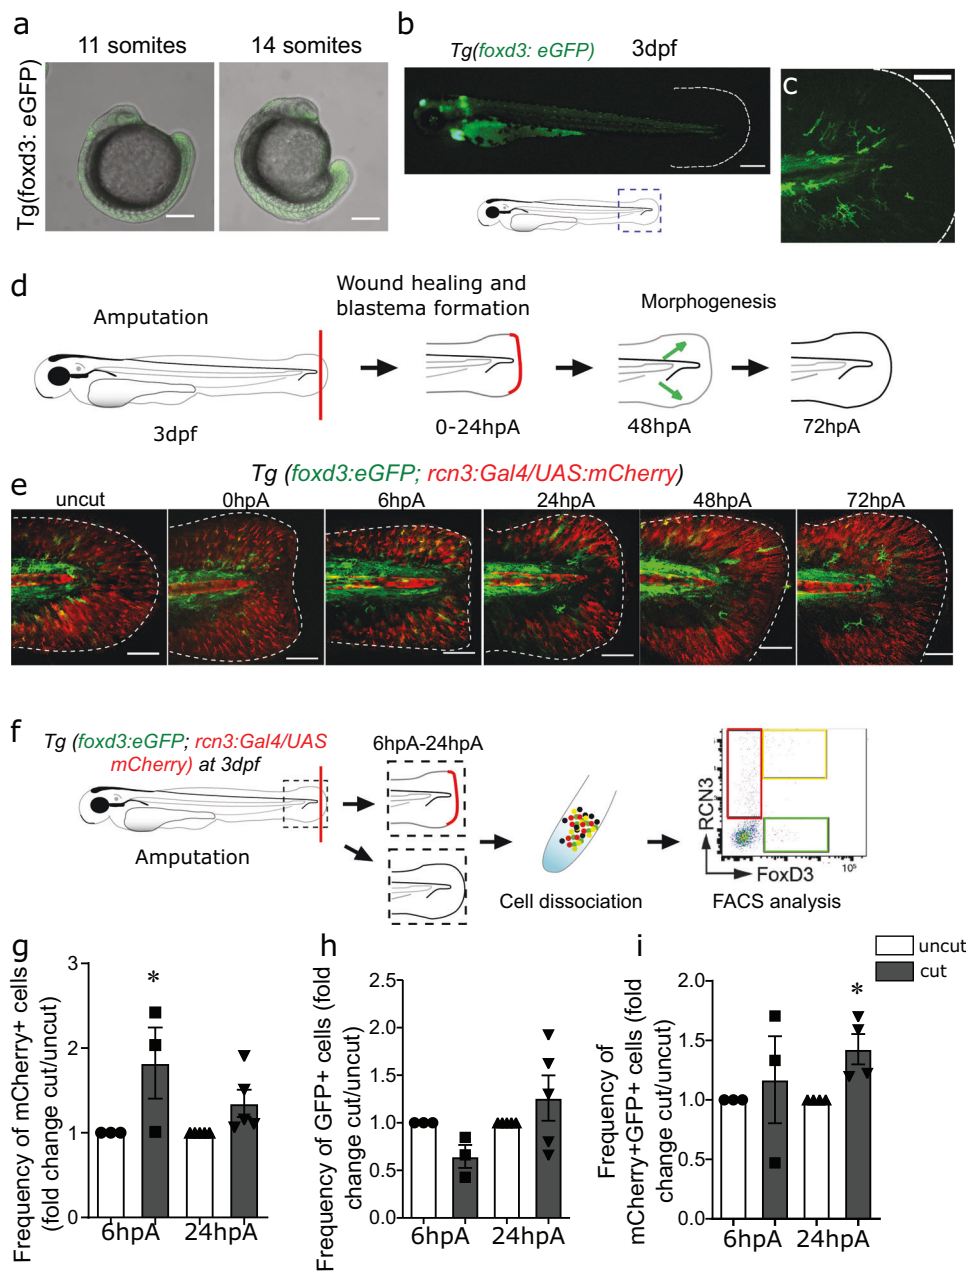 a
11 somites
14 somites
Tg(foxd3: eGFP)
b
Tg(foxd3: eGFP)
3dpf
c
d
Amputation
Wound healing and
blastema formation
Morphogenesis
3dpf
0-24hpA
48hpA
72hpA
Tg (foxd3:eGFP; rcn3:Gal4/UAS:mCherry)
e
uncut
0hpA
6hpA
24hpA
48hpA
72hpA
f
Tg (foxd3:eGFP; rcn3:Gal4/UAS
mCherry) at 3dpf
Amputation
6hpA-24hpA
Cell dissociation
RCN3
FoxD3
10⁵
FACS analysis
g
Frequency of mCherry+ cells
(fold change cut/uncut)
3
2
1
0
*
6hpA
24hpA
h
Frequency of GFP+ cells (fold
change cut/uncut)
2.5
2.0
1.5
1.0
0.5
0.0
6hpA
24hpA
i
Frequency of
mCherry+GFP+ cells (fold
change cut/uncut)
2.0
1.5
1.0
0.5
0.0
*
6hpA
24hpA
uncut
cut